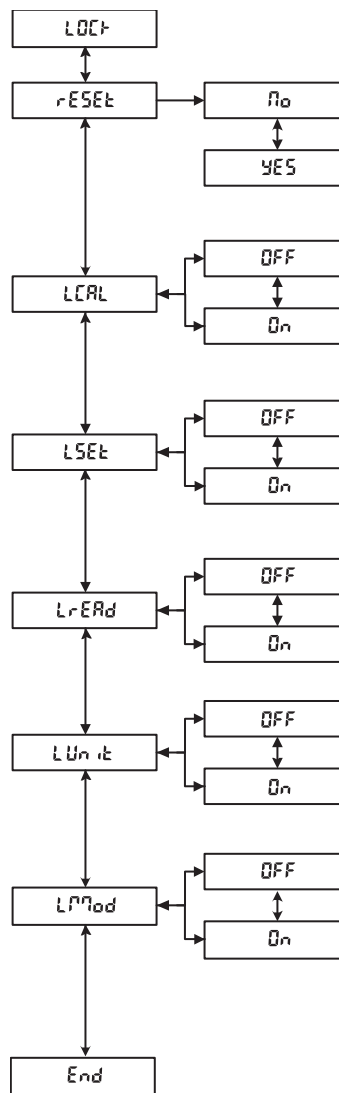 LOCk
rESEt
No
YES
LCAL
OFF
On
LSEt
OFF
On
LrEAd
OFF
On
LUnit
OFF
On
LMMod
OFF
On
End